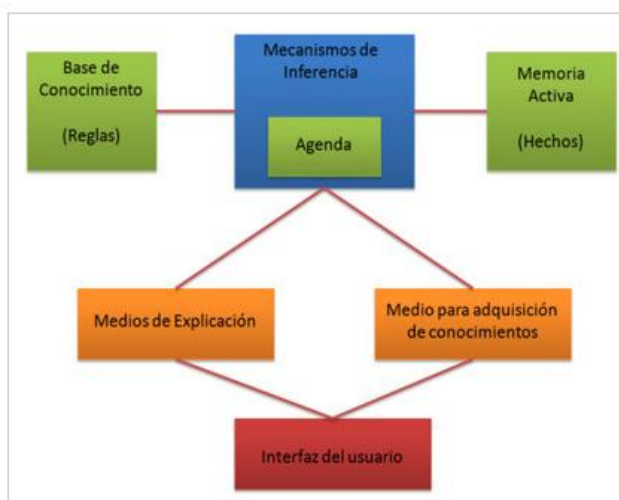 Base de
Conocimiento
(Reglas)
Mecanismos de
Inferencia
Agenda
Memoria
Activa
(Hechos)
Medios de Explicación
Medio para adquisición
de conocimientos
Interfaz del usuario